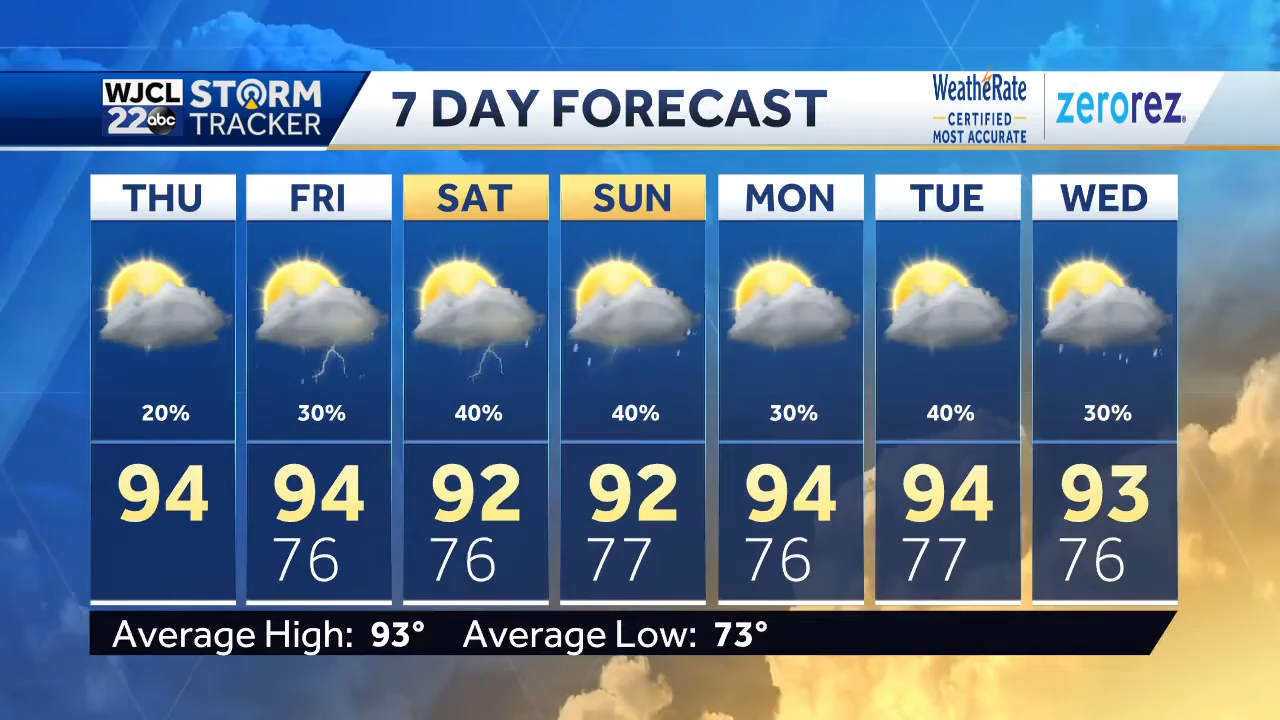 WJCL
22 abc
STORM
TRACKER
7 DAY FORECAST
WeatheRate
CERTIFIED
MOST ACCURATE
zerorez®
THU FRI SAT SUN MON TUE WED
20% 30% 40% 40% 30% 40% 30%
94 94 92 92 94 94 93
76 76 77 76 77 76
Average High: 93° Average Low: 73°